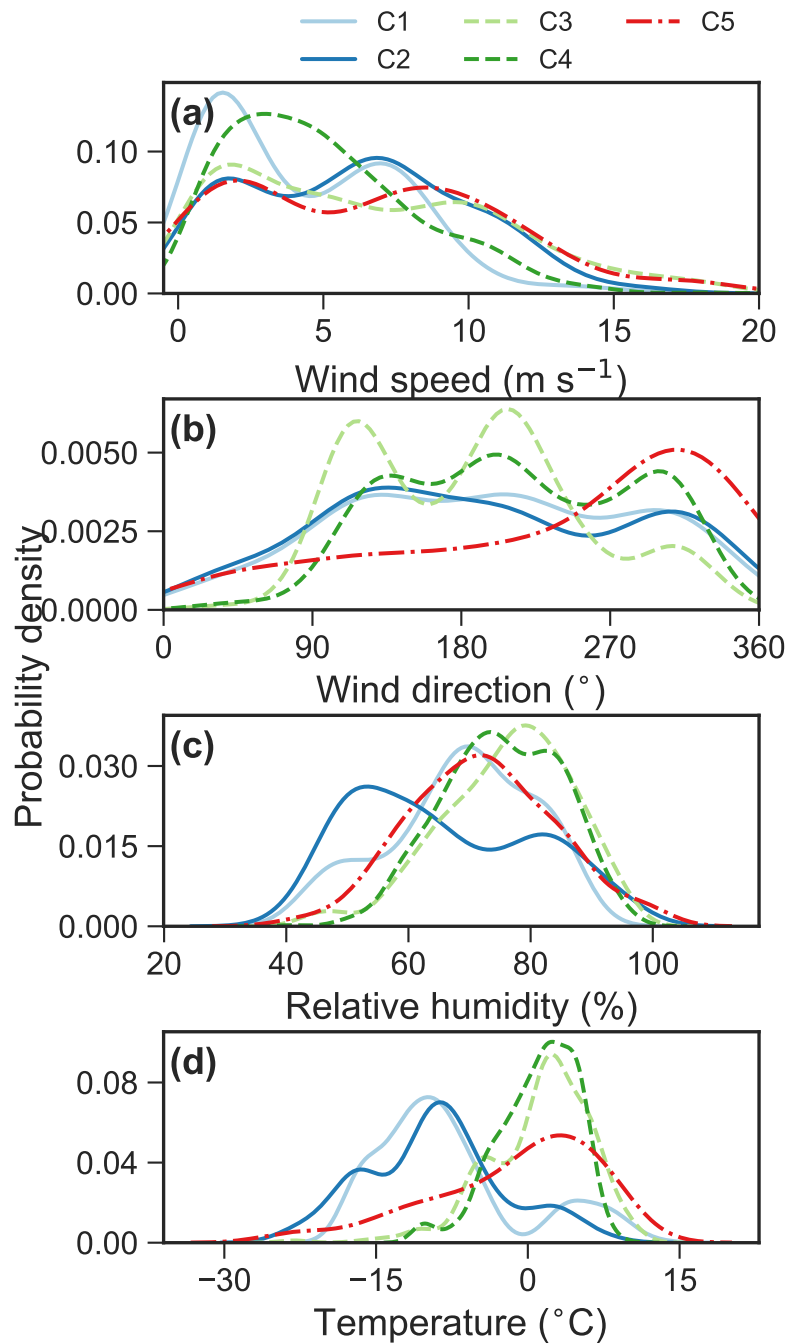 C1 C3 C5
C2 C4
(a)
0.10
0.05
0.00
0 5 10 15 20
Wind speed (m s⁻¹)
(b)
0.0050
0.0025
0.0000
0 90 180 270 360
Wind direction (°)
Probability density
(c)
0.030
0.015
0.000
20 40 60 80 100
Relative humidity (%)
(d)
0.08
0.04
0.00
−30 −15 0 15
Temperature (°C)